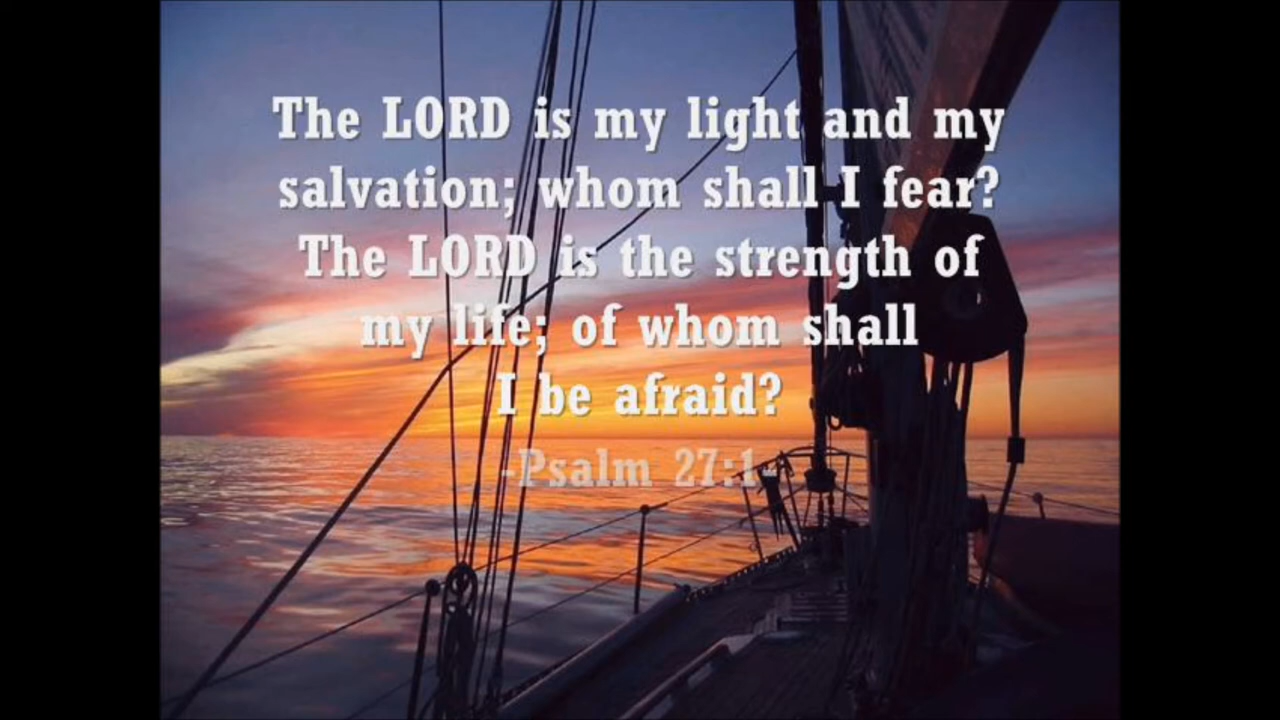 The LORD is my light and my
salvation; whom shall I fear?
The LORD is the strength of
my life; of whom shall
I be afraid?
-Psalm 27:1-